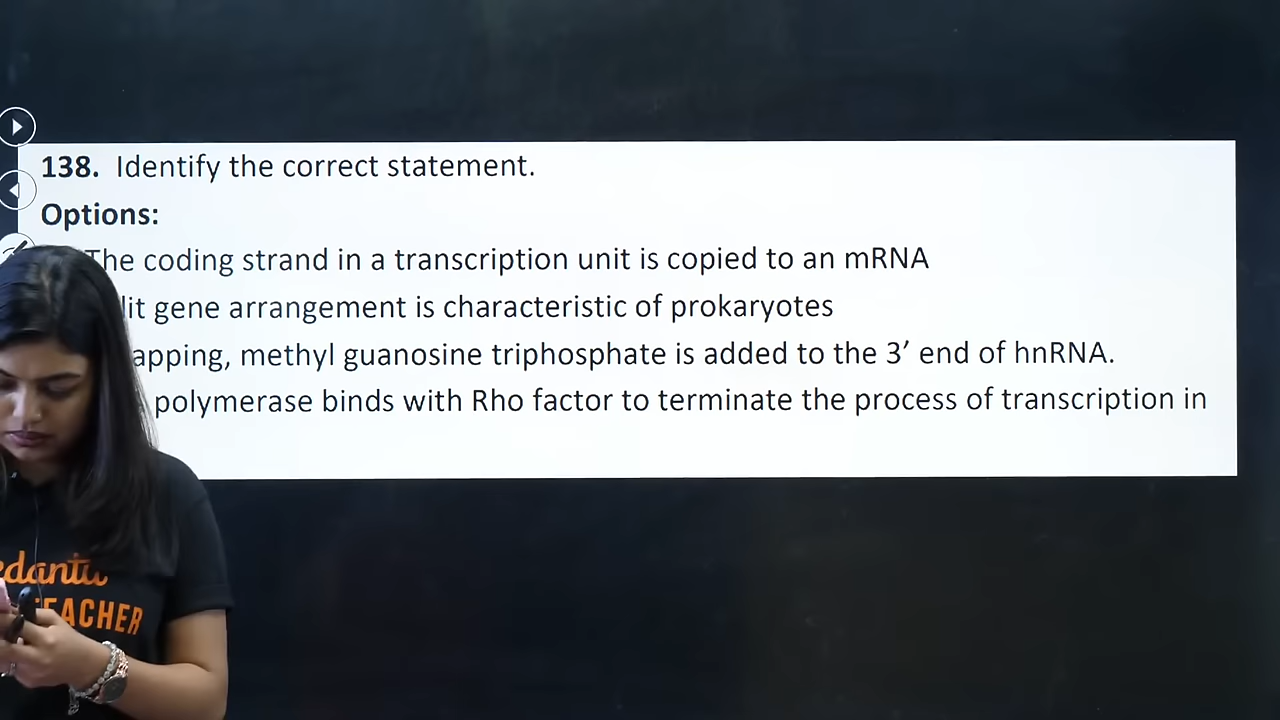 138. Identify the correct statement.
Options:
The coding strand in a transcription unit is copied to an mRNA
lit gene arrangement is characteristic of prokaryotes
apping, methyl guanosine triphosphate is added to the 3′ end of hnRNA.
polymerase binds with Rho factor to terminate the process of transcription in
edantu
TEACHER